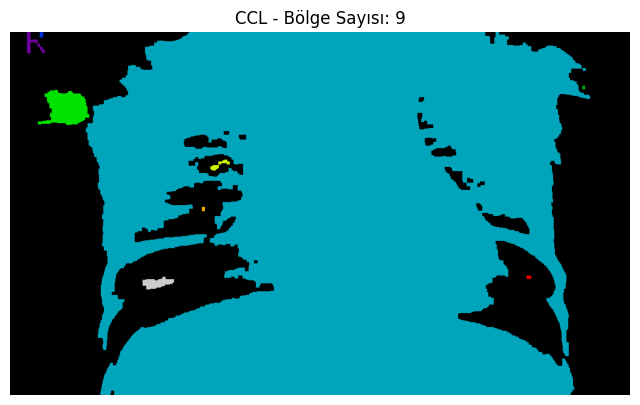 CCL - Bölge Sayısı: 9
R